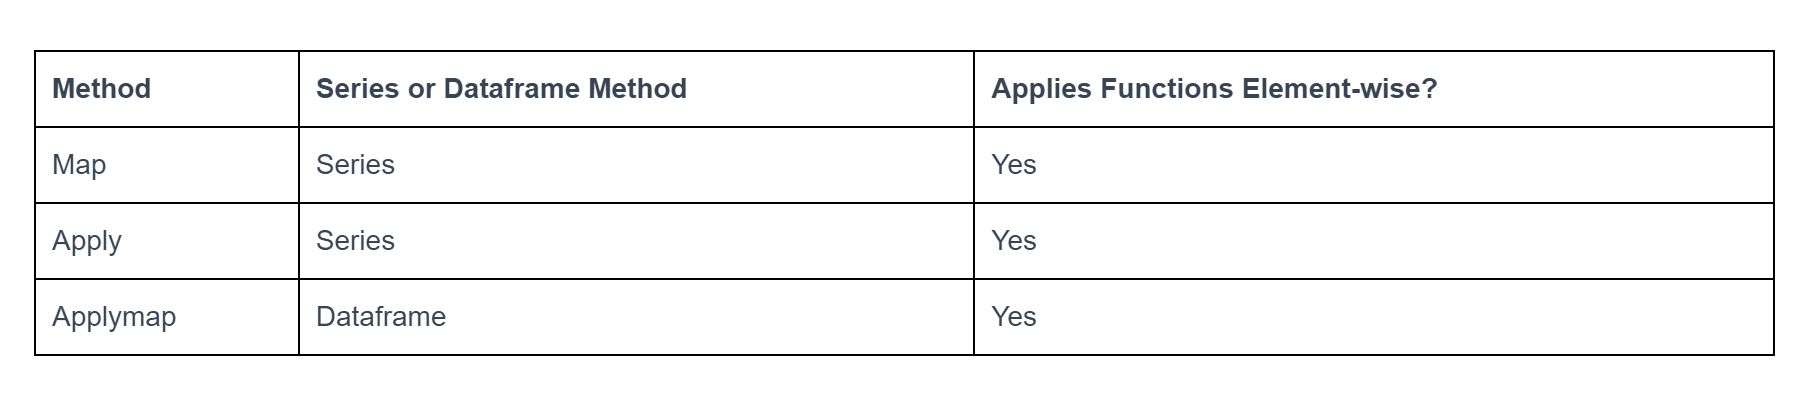 Method Series or Dataframe Method Applies Functions Element-wise?
Map Series Yes
Apply Series Yes
Applymap Dataframe Yes